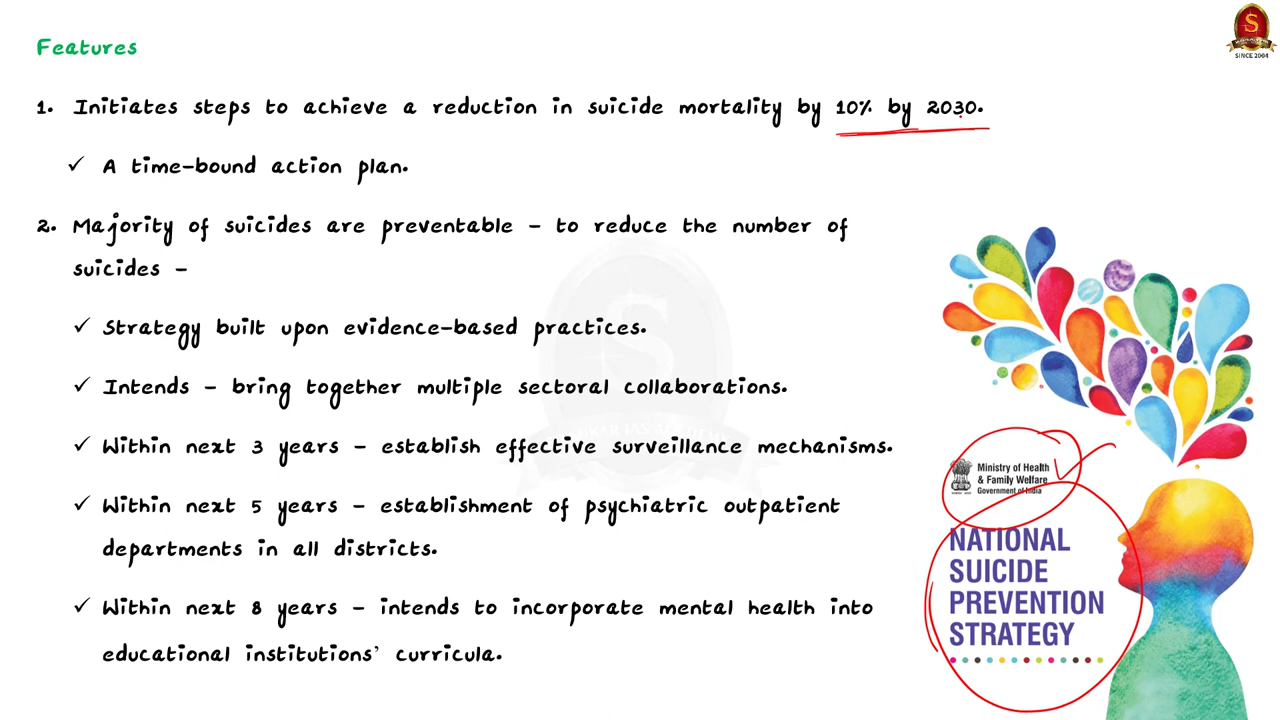 Features
S
SINCE 2004
1. Initiates steps to achieve a reduction in suicide mortality by 10% by 2030.
✓ A time-bound action plan.
2. Majority of suicides are preventable - to reduce the number of
suicides -
✓ Strategy built upon evidence-based practices.
✓ Intends - bring together multiple sectoral collaborations.
✓ Within next 3 years - establish effective surveillance mechanisms.
✓ Within next 5 years - establishment of psychiatric outpatient
departments in all districts.
✓ Within next 8 years - intends to incorporate mental health into
educational institutions' curricula.
Ministry of Health
& Family Welfare
Government of India
NATIONAL
SUICIDE
PREVENTION
STRATEGY